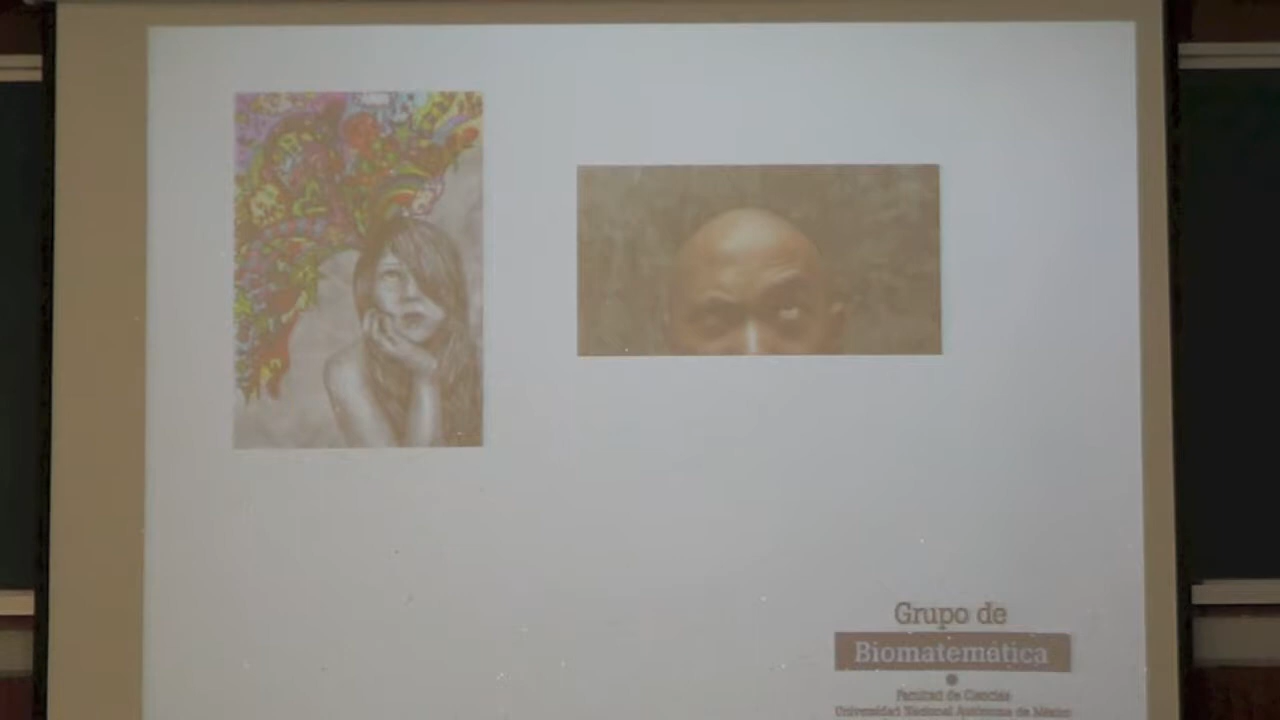 Grupo de
Biomatemática
Facultad de Ciencias
Universidad Nacional Autónoma de México